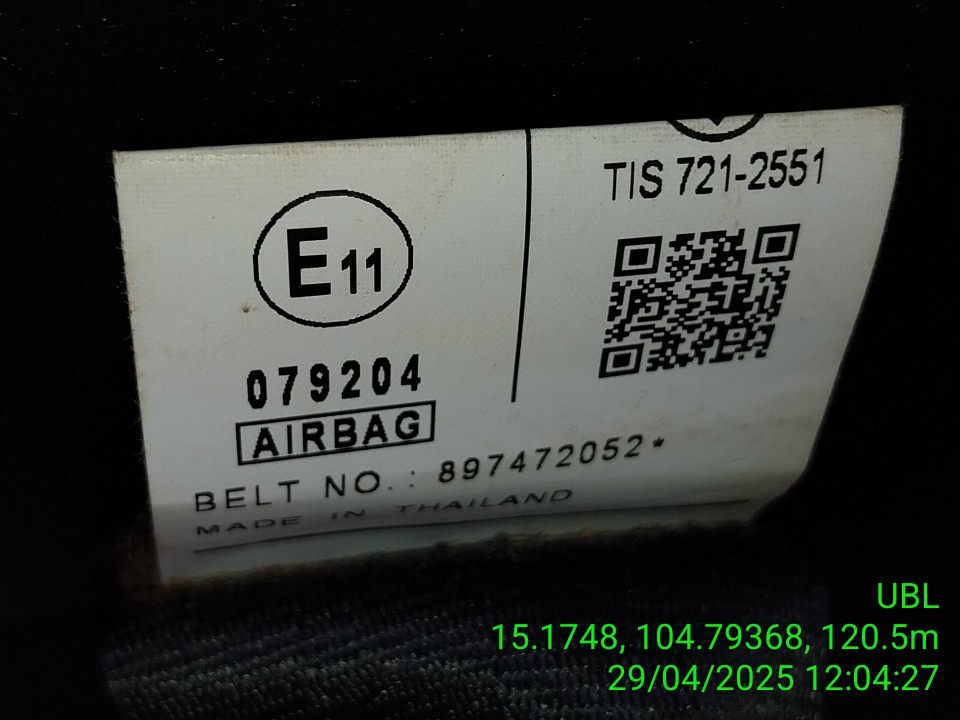 E11
079204
AIRBAG
BELT NO.: 897472052*
MADE IN THAILAND
TIS 721-2551
UBL
15.1748, 104.79368, 120.5m
29/04/2025 12:04:27